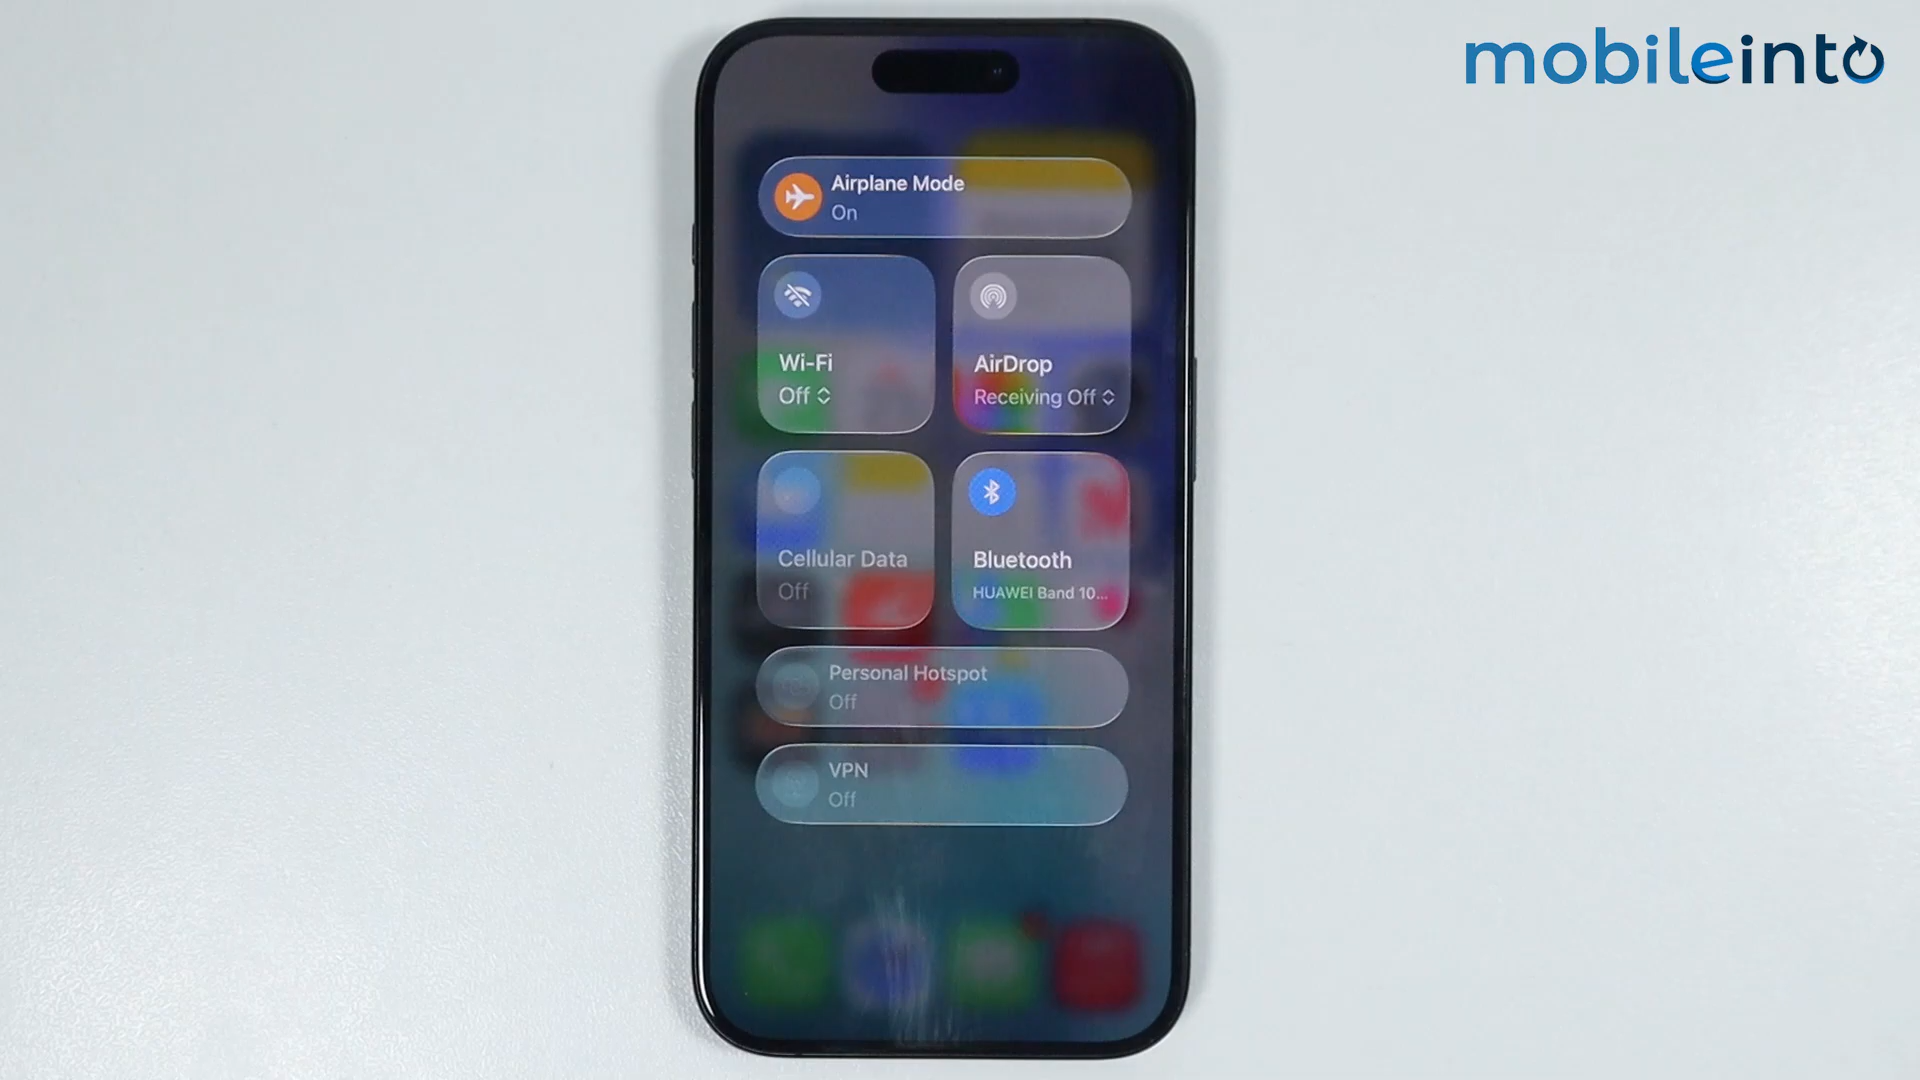 mobileinto
Airplane Mode
On
Wi-Fi
Off
AirDrop
Receiving Off
Cellular Data
Off
Bluetooth
HUAWEI Band 10...
Personal Hotspot
Off
VPN
Off